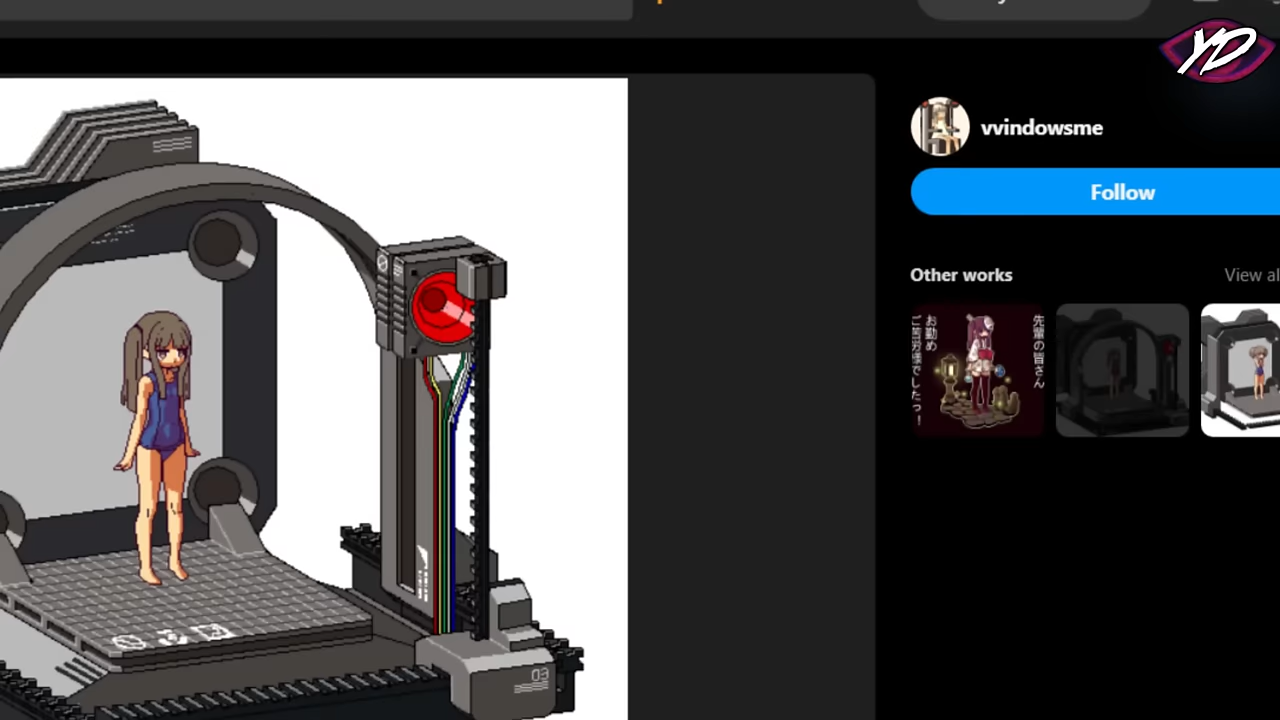 YD
vvindowsme
Follow
Other works
View al
先輩の皆さん
お勤め
ご苦労様でしたっ!
03